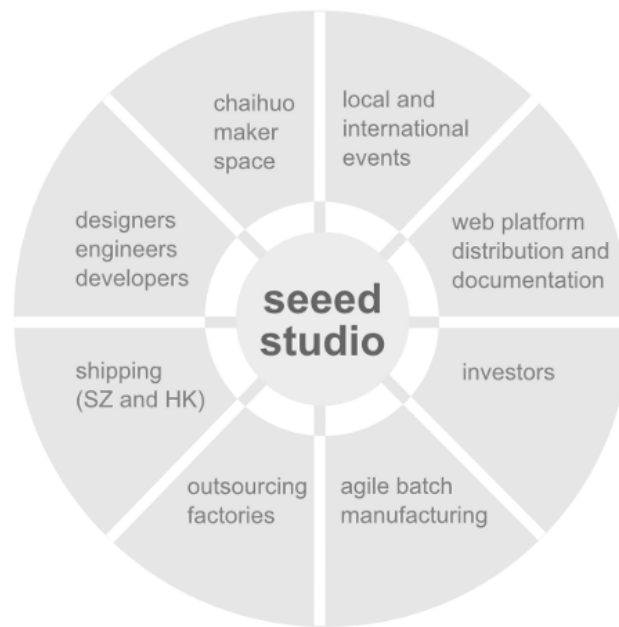 chaihuo
maker
space
local and
international
events
designers
engineers
developers
web platform
distribution and
documentation
seeed
studio
shipping
(SZ and HK)
investors
outsourcing
factories
agile batch
manufacturing